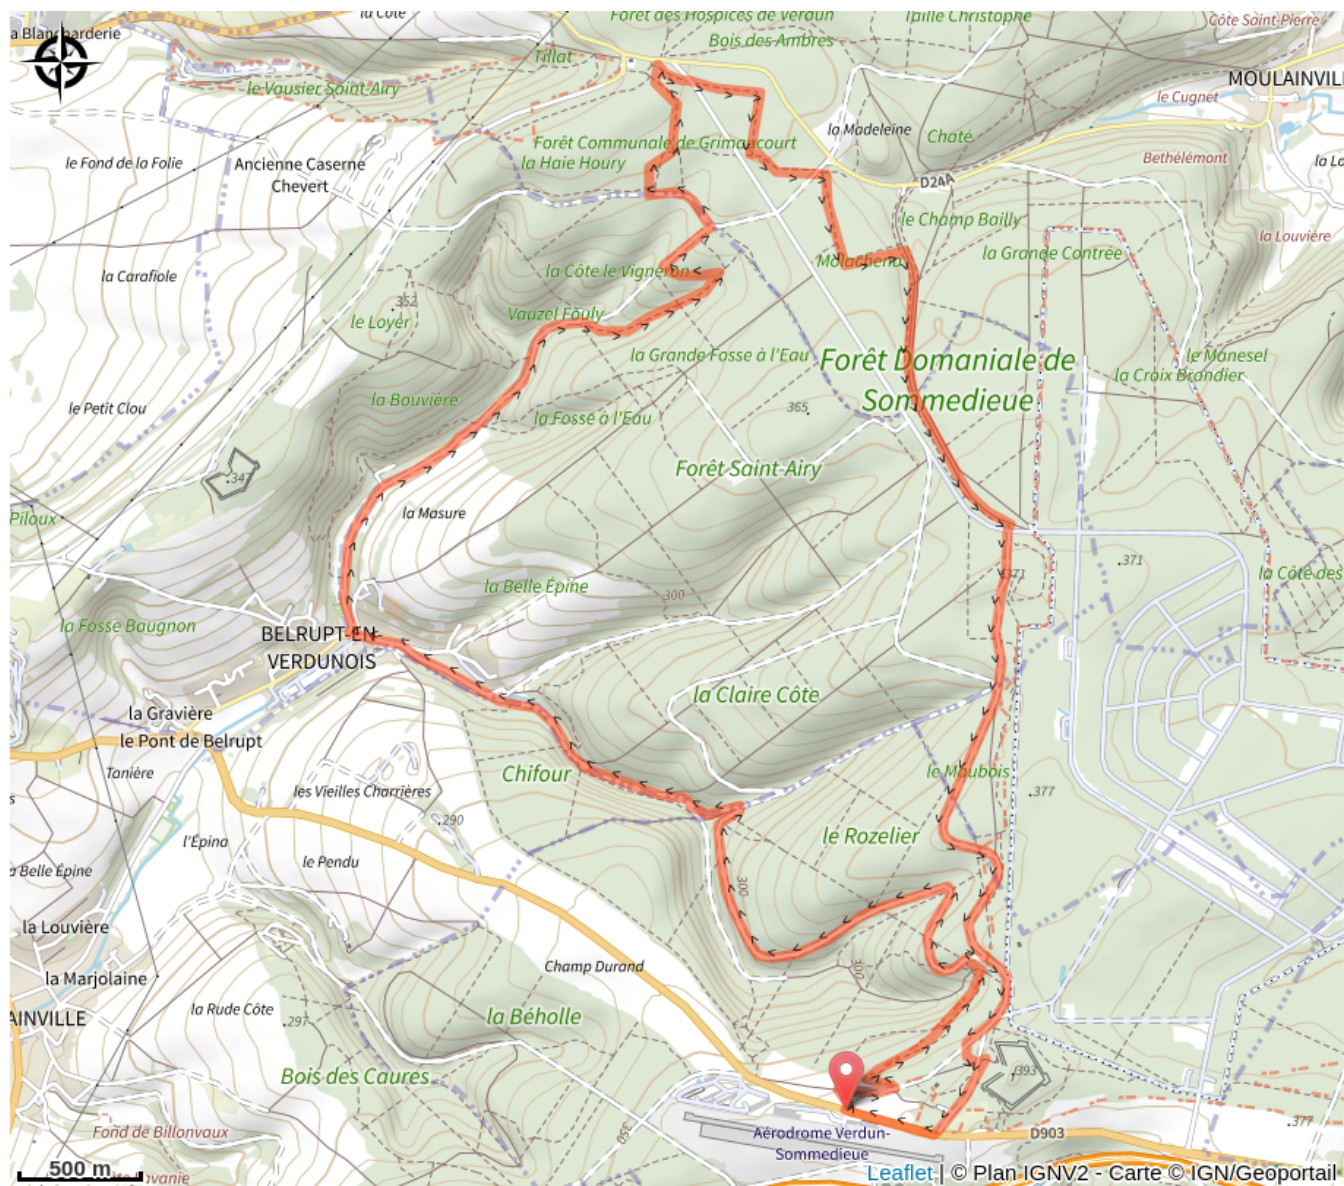 la Côte
Forêt des Hospices de Verdun
Taille Christophe
Côte Saint-Pierre
Bois des Ambres
Tillat
MOULAINVIL
le Vausier Saint-Airy
le Cugnet
la Madeleine
Chaté
Forêt Communale de Grimaucourt
la Haie Houry
Bethélémont
le Fond de la Folie
Ancienne Caserne
Chevert
D24A
le Champ Bailly
la Louvière
la Grande Contrée
Molachena
la Carafiole
la Côte le Vigneron
352
le Loyer
Vauzel Fouly
la Grande Fosse à l'Eau
Forêt Domaniale de
Sommedieue
le Manesel
la Croix Brandier
la Bouvière
le Petit Clou
la Fosse à l'Eau
365
Forêt Saint-Airy
347
la Masure
Piloux
371
371
la Côte des
la Belle Épine
300
la Fosse Baugnon
BELRUPT-EN-
VERDUNOIS
la Claire Côte
la Gravière
le Pont de Belrupt
Tanière
Chifour
le Maubois
les Vieilles Charrières
377
290
l'Épina
le Pendu
le Rozelier
Belle Épine
300
la Louvière
Champ Durand
300
la Marjolaine
la Rude Côte
297
AINVILLE
la Béholle
Bois des Caures
393
360
377
Fond de Billonvaux
Aérodrome Verdun-
Sommedieue
D903
500 m
Leaflet | © Plan IGNV2 - Carte © IGN/Geoportail